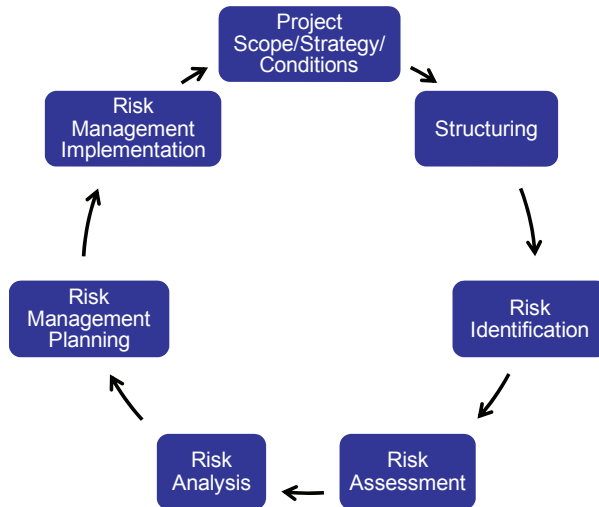 Project
Scope/Strategy/
Conditions
Structuring
Risk
Identification
Risk
Assessment
Risk
Analysis
Risk
Management
Planning
Risk
Management
Implementation